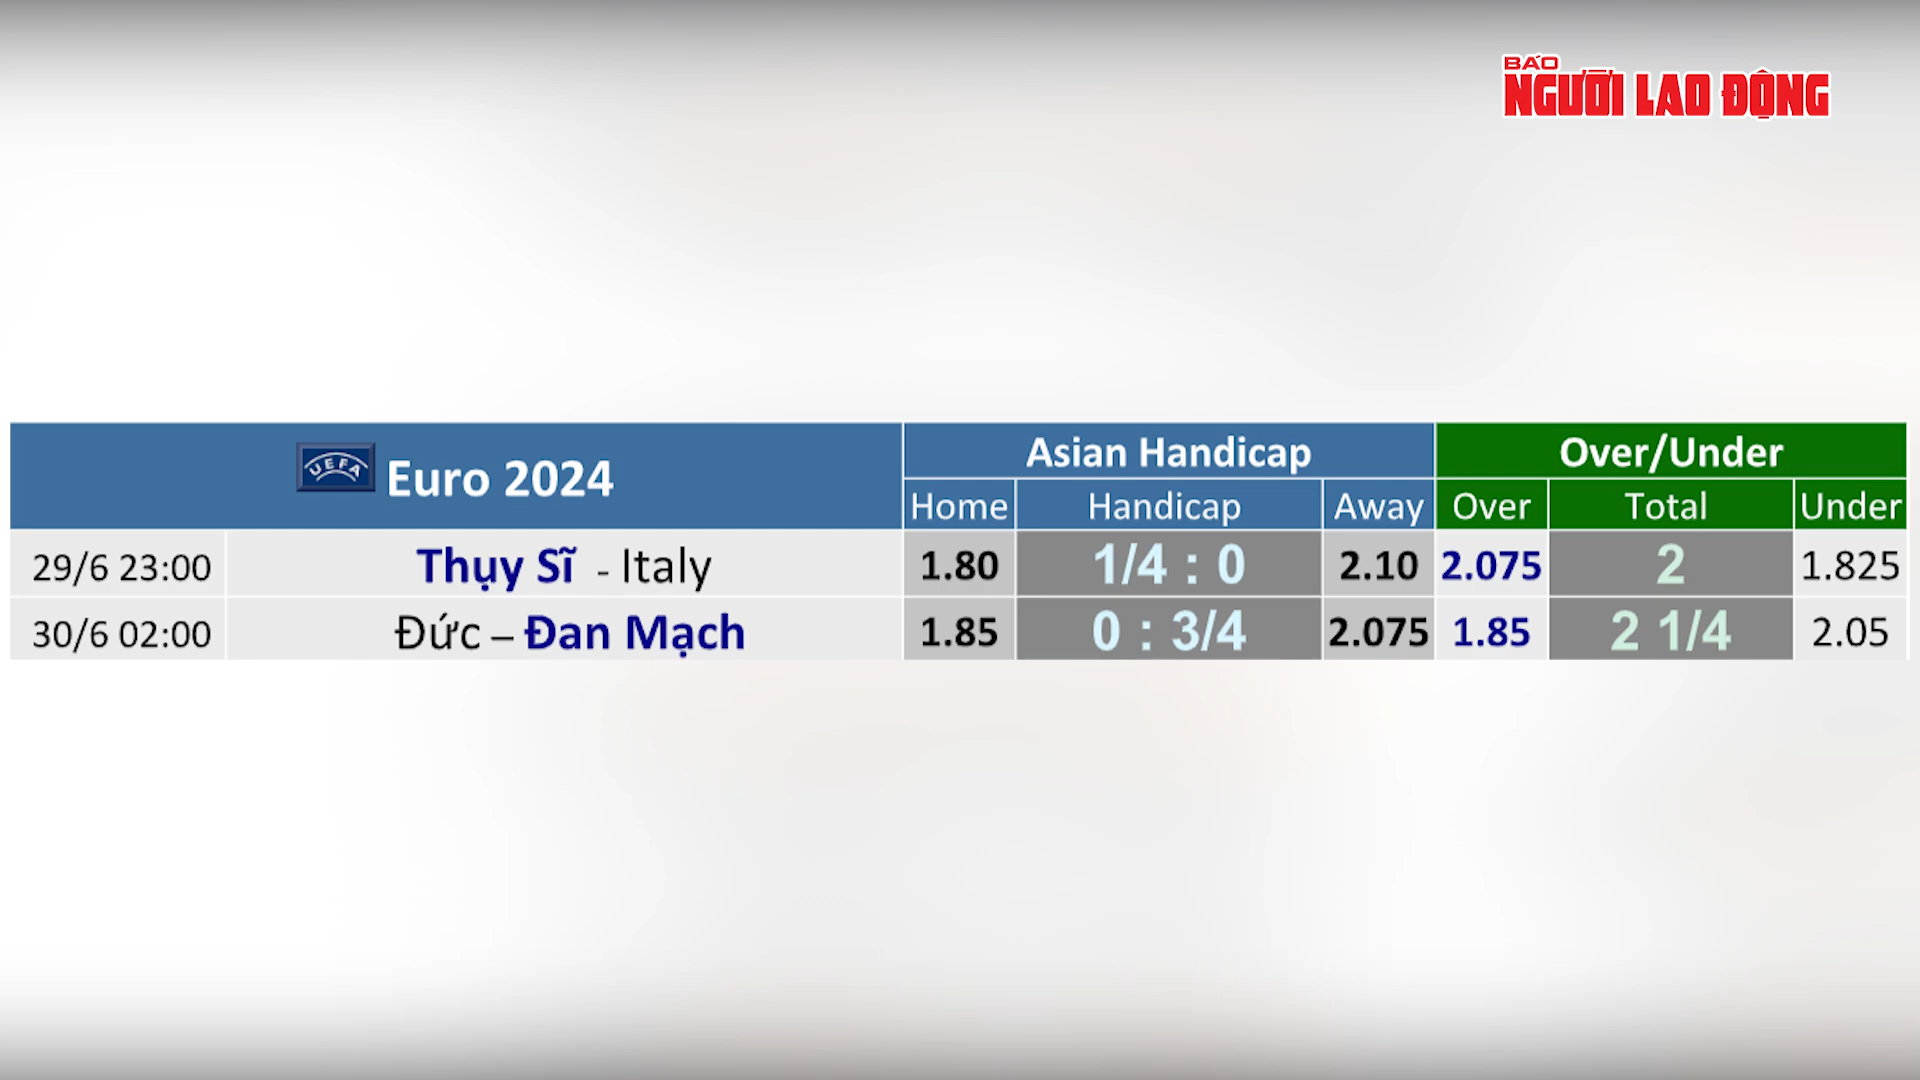 BÁO
NGƯỜI LAO ĐỘNG
UEFA Euro 2024 Asian Handicap Over/Under
Home Handicap Away Over Total Under
29/6 23:00 Thụy Sĩ - Italy 1.80 1/4 : 0 2.10 2.075 2 1.825
30/6 02:00 Đức – Đan Mạch 1.85 0 : 3/4 2.075 1.85 2 1/4 2.05